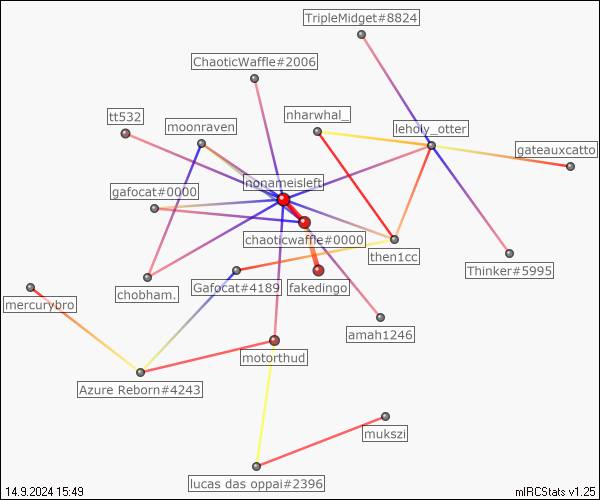 TripleMidget#8824
ChaoticWaffle#2006
tt532
nharwhal_
moonraven
leholy_otter
gateauxcatto
nonameisleft
gafocat#0000
chaoticwaffle#0000
then1cc
Thinker#5995
Gafocat#4189
fakedingo
chobham.
mercurybro
amah1246
motorthud
Azure Reborn#4243
mukszi
lucas das oppai#2396
14.9.2024 15:49
mIRCStats v1.25